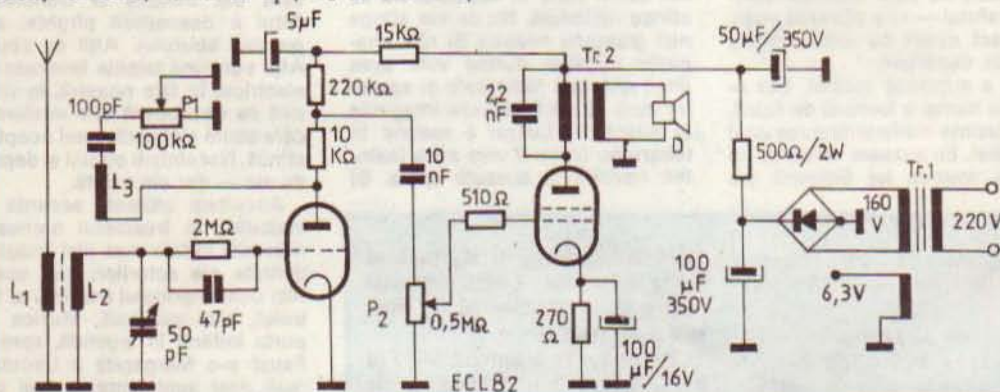 5μF
15KΩ
Tr.2
50μF/350V
220KΩ
100pF
P1
100KΩ
2,2
nF
D
10
KΩ
10
nF
500Ω/2W
Tr.1
L3
510Ω
160
V
220V
2MΩ
L1
L2
100
μF
350V
6,3V
47pF
P2
0,5MΩ
270
Ω
50
pF
100
μF/16V
ECL82